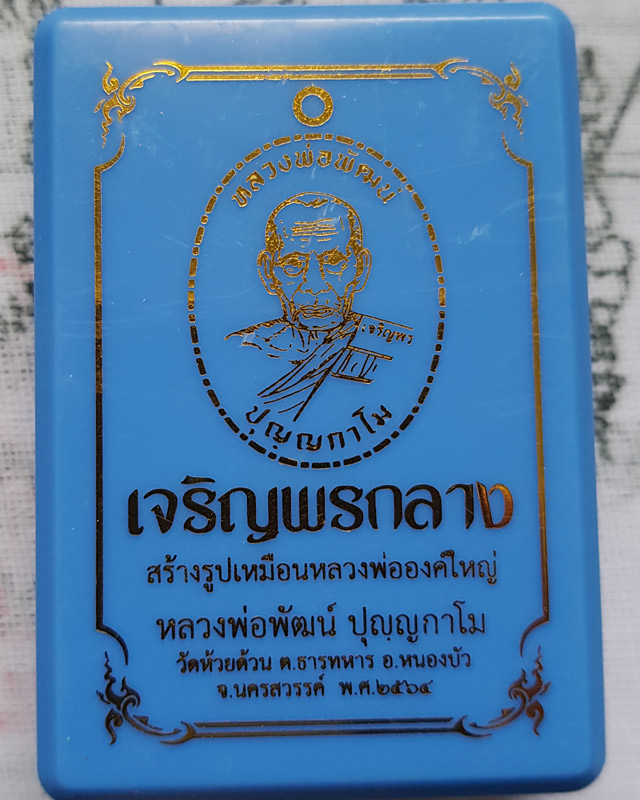 หลวงพ่อพัฒน์
เจริญพร
ปุญฺญกาโม
เจริญพรกลาง
สร้างรูปเหมือนหลวงพ่อองค์ใหญ่
หลวงพ่อพัฒน์ ปุญฺญกาโม
วัดห้วยด้วน ต.ธารทหาร อ.หนองบัว
จ.นครสวรรค์ พ.ศ.๒๕๖๔